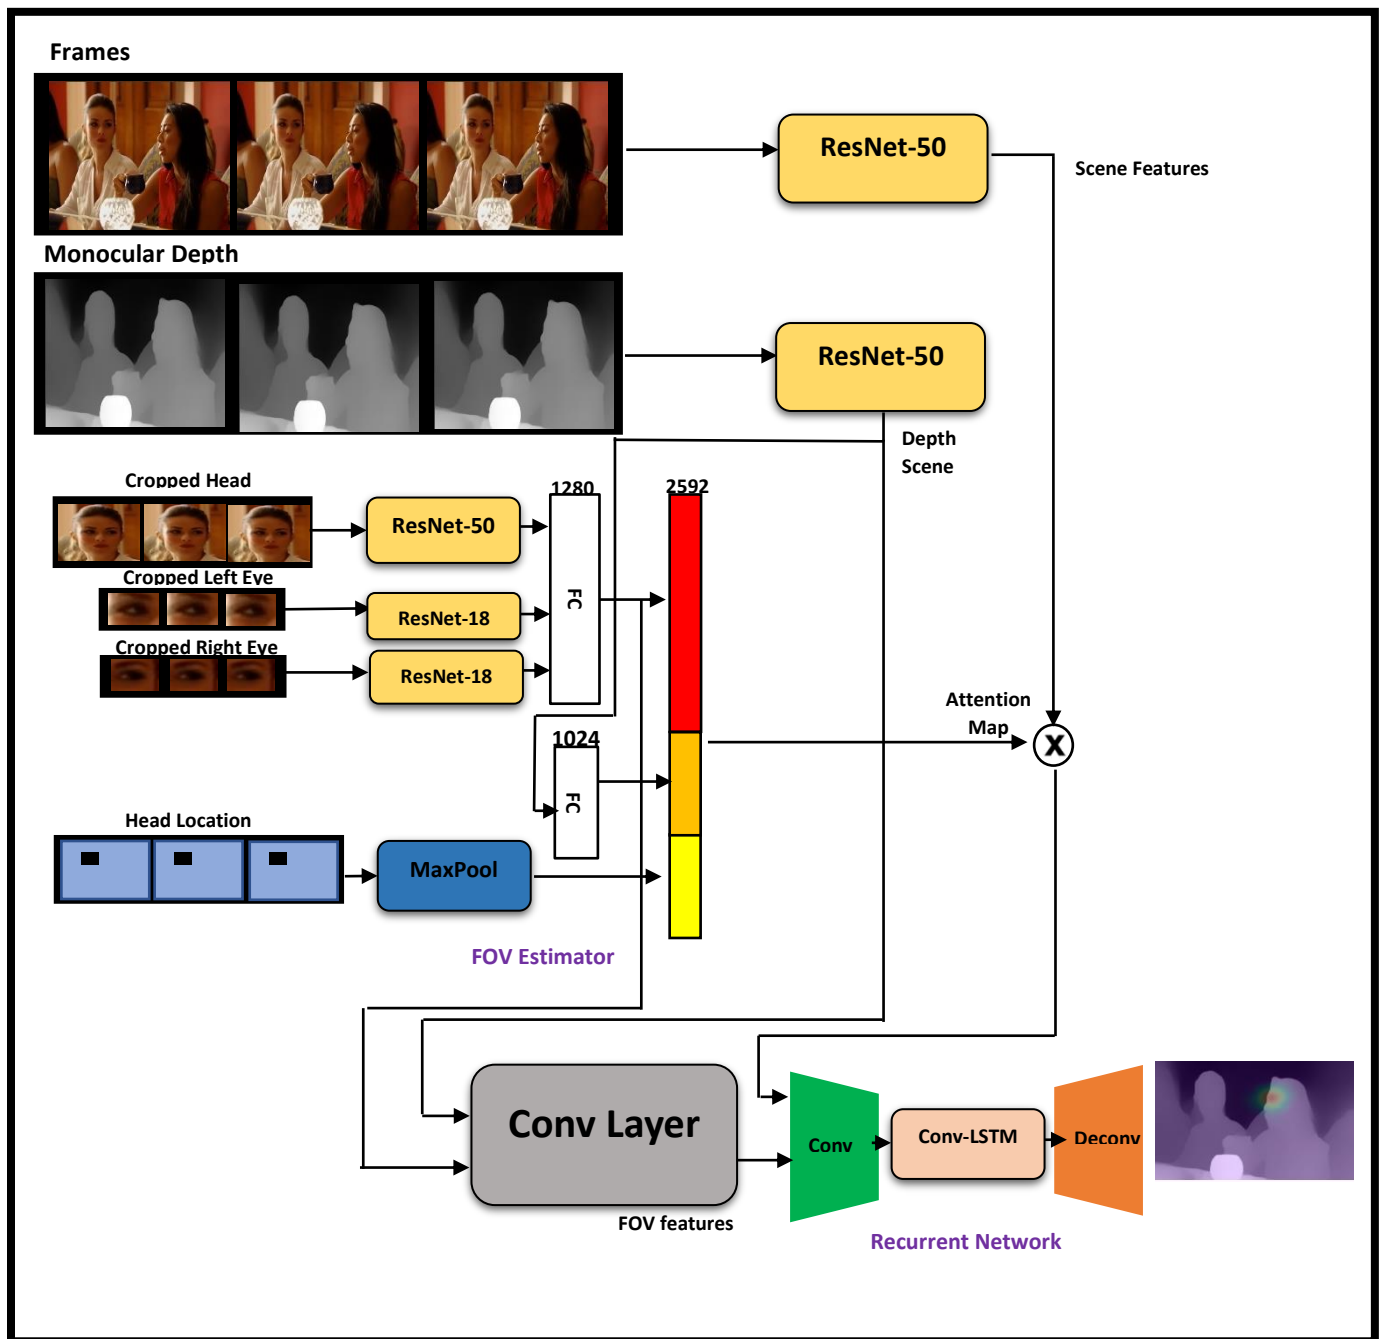 Frames
ResNet-50
Scene Features
Monocular Depth
ResNet-50
Depth
Scene
Cropped Head
1280
2592
ResNet-50
Cropped Left Eye
FC
ResNet-18
Cropped Right Eye
ResNet-18
Attention
Map
X
1024
FC
Head Location
MaxPool
FOV Estimator
Conv Layer
Conv
Conv-LSTM
Deconv
FOV features
Recurrent Network